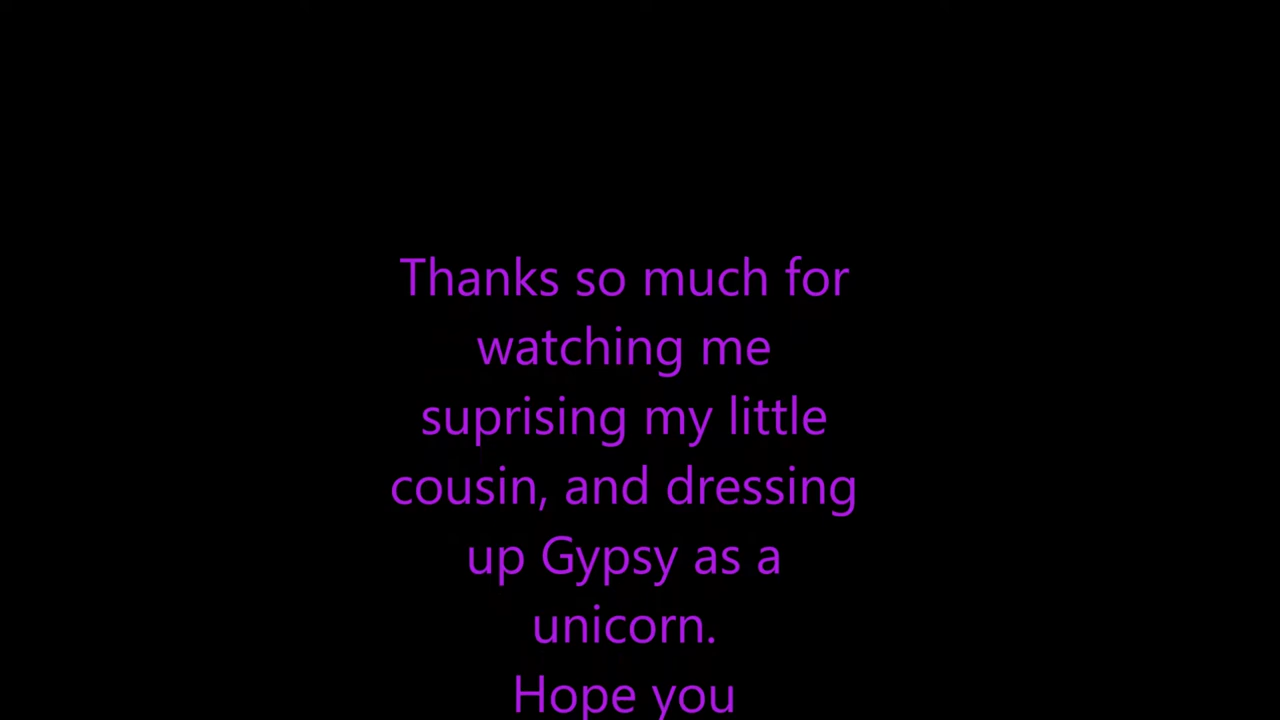 Thanks so much for
watching me
suprising my little
cousin, and dressing
up Gypsy as a
unicorn.
Hope you